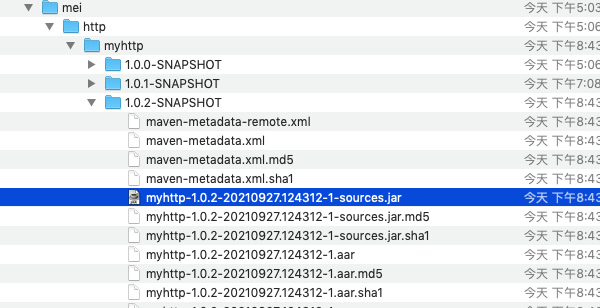 mei 今天 下午5:03
http 今天 下午5:06
myhttp 今天 下午8:43
1.0.0-SNAPSHOT 今天 下午5:06
1.0.1-SNAPSHOT 今天 下午7:08
1.0.2-SNAPSHOT 今天 下午8:43
maven-metadata-remote.xml 今天 下午8:43
maven-metadata.xml 今天 下午8:43
maven-metadata.xml.md5 今天 下午8:43
maven-metadata.xml.sha1 今天 下午8:43
myhttp-1.0.2-20210927.124312-1-sources.jar 今天 下午8:43
myhttp-1.0.2-20210927.124312-1-sources.jar.md5 今天 下午8:43
myhttp-1.0.2-20210927.124312-1-sources.jar.sha1 今天 下午8:43
myhttp-1.0.2-20210927.124312-1.aar 今天 下午8:43
myhttp-1.0.2-20210927.124312-1.aar.md5 今天 下午8:43
myhttp-1.0.2-20210927.124312-1.aar.sha1 今天 下午8:43